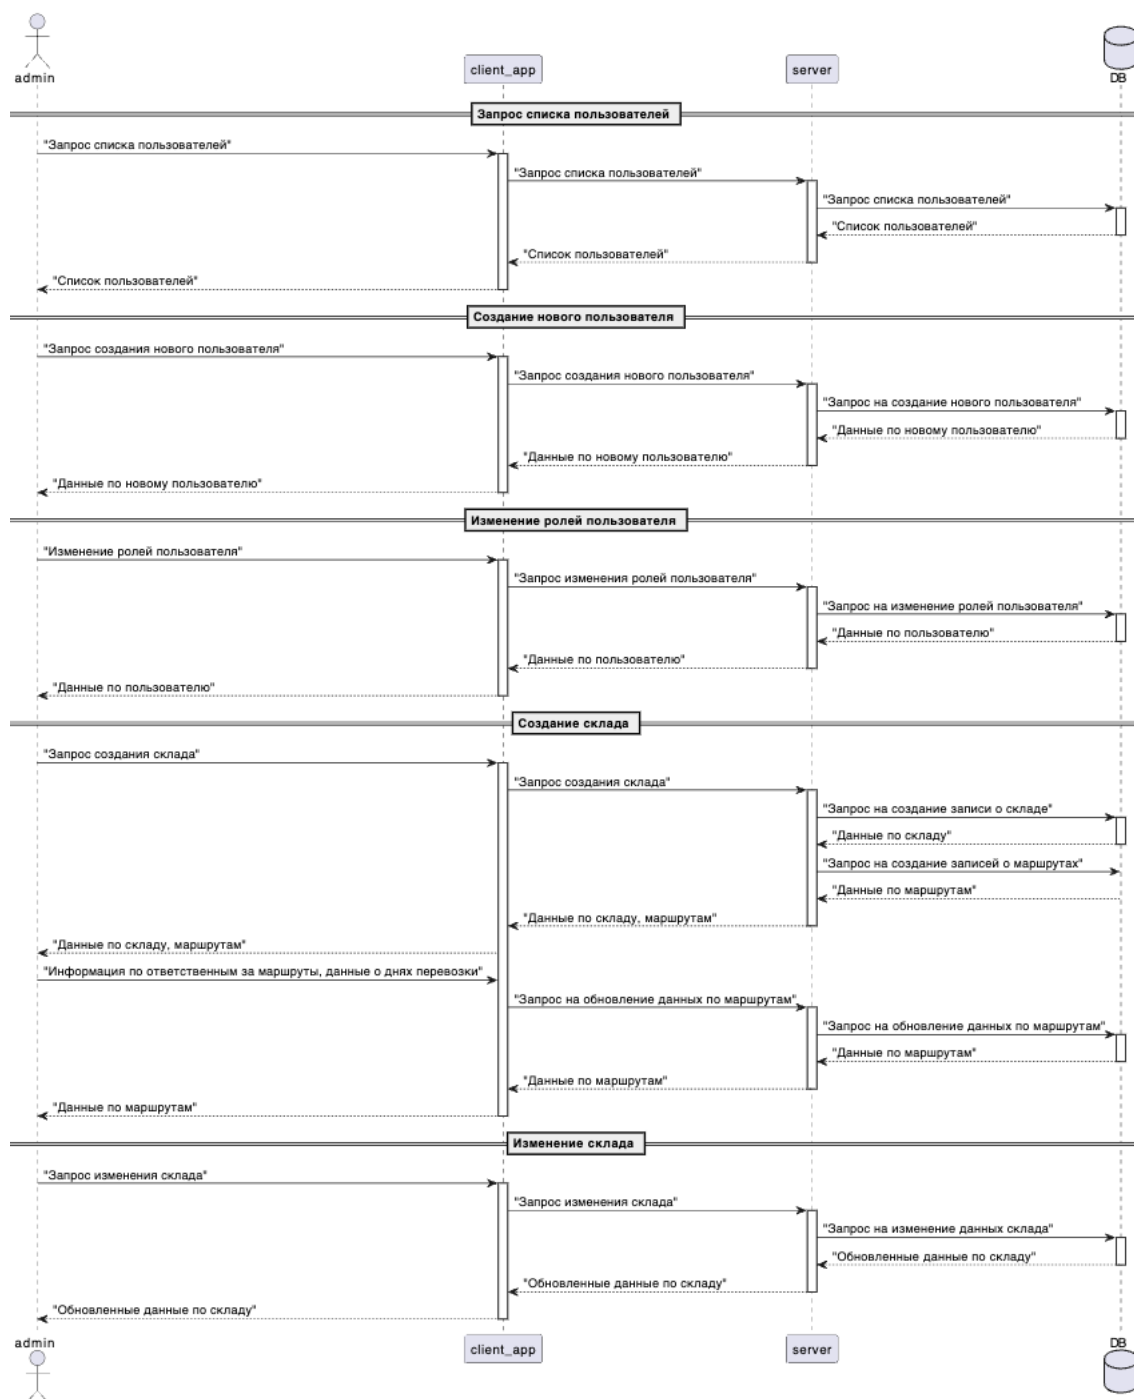 admin
client_app
server
DB
Запрос списка пользователей
"Запрос списка пользователей"
"Запрос списка пользователей"
"Запрос списка пользователей"
"Список пользователей"
"Список пользователей"
"Список пользователей"
Создание нового пользователя
"Запрос создания нового пользователя"
"Запрос создания нового пользователя"
"Запрос на создание нового пользователя"
"Данные по новому пользователю"
"Данные по новому пользователю"
"Данные по новому пользователю"
Изменение ролей пользователя
"Изменение ролей пользователя"
"Запрос изменения ролей пользователя"
"Запрос на изменение ролей пользователя"
"Данные по пользователю"
"Данные по пользователю"
"Данные по пользователю"
Создание склада
"Запрос создания склада"
"Запрос создания склада"
"Запрос на создание записи о складе"
"Данные по складу"
"Запрос на создание записей о маршрутах"
"Данные по маршрутам"
"Данные по складу, маршрутам"
"Данные по складу, маршрутам"
"Информация по ответственным за маршруты, данные о днях перевозки"
"Запрос на обновление данных по маршрутам"
"Запрос на обновление данных по маршрутам"
"Данные по маршрутам"
"Данные по маршрутам"
"Данные по маршрутам"
Изменение склада
"Запрос изменения склада"
"Запрос изменения склада"
"Запрос на изменение данных склада"
"Обновленные данные по складу"
"Обновленные данные по складу"
"Обновленные данные по складу"
admin
client_app
server
DB